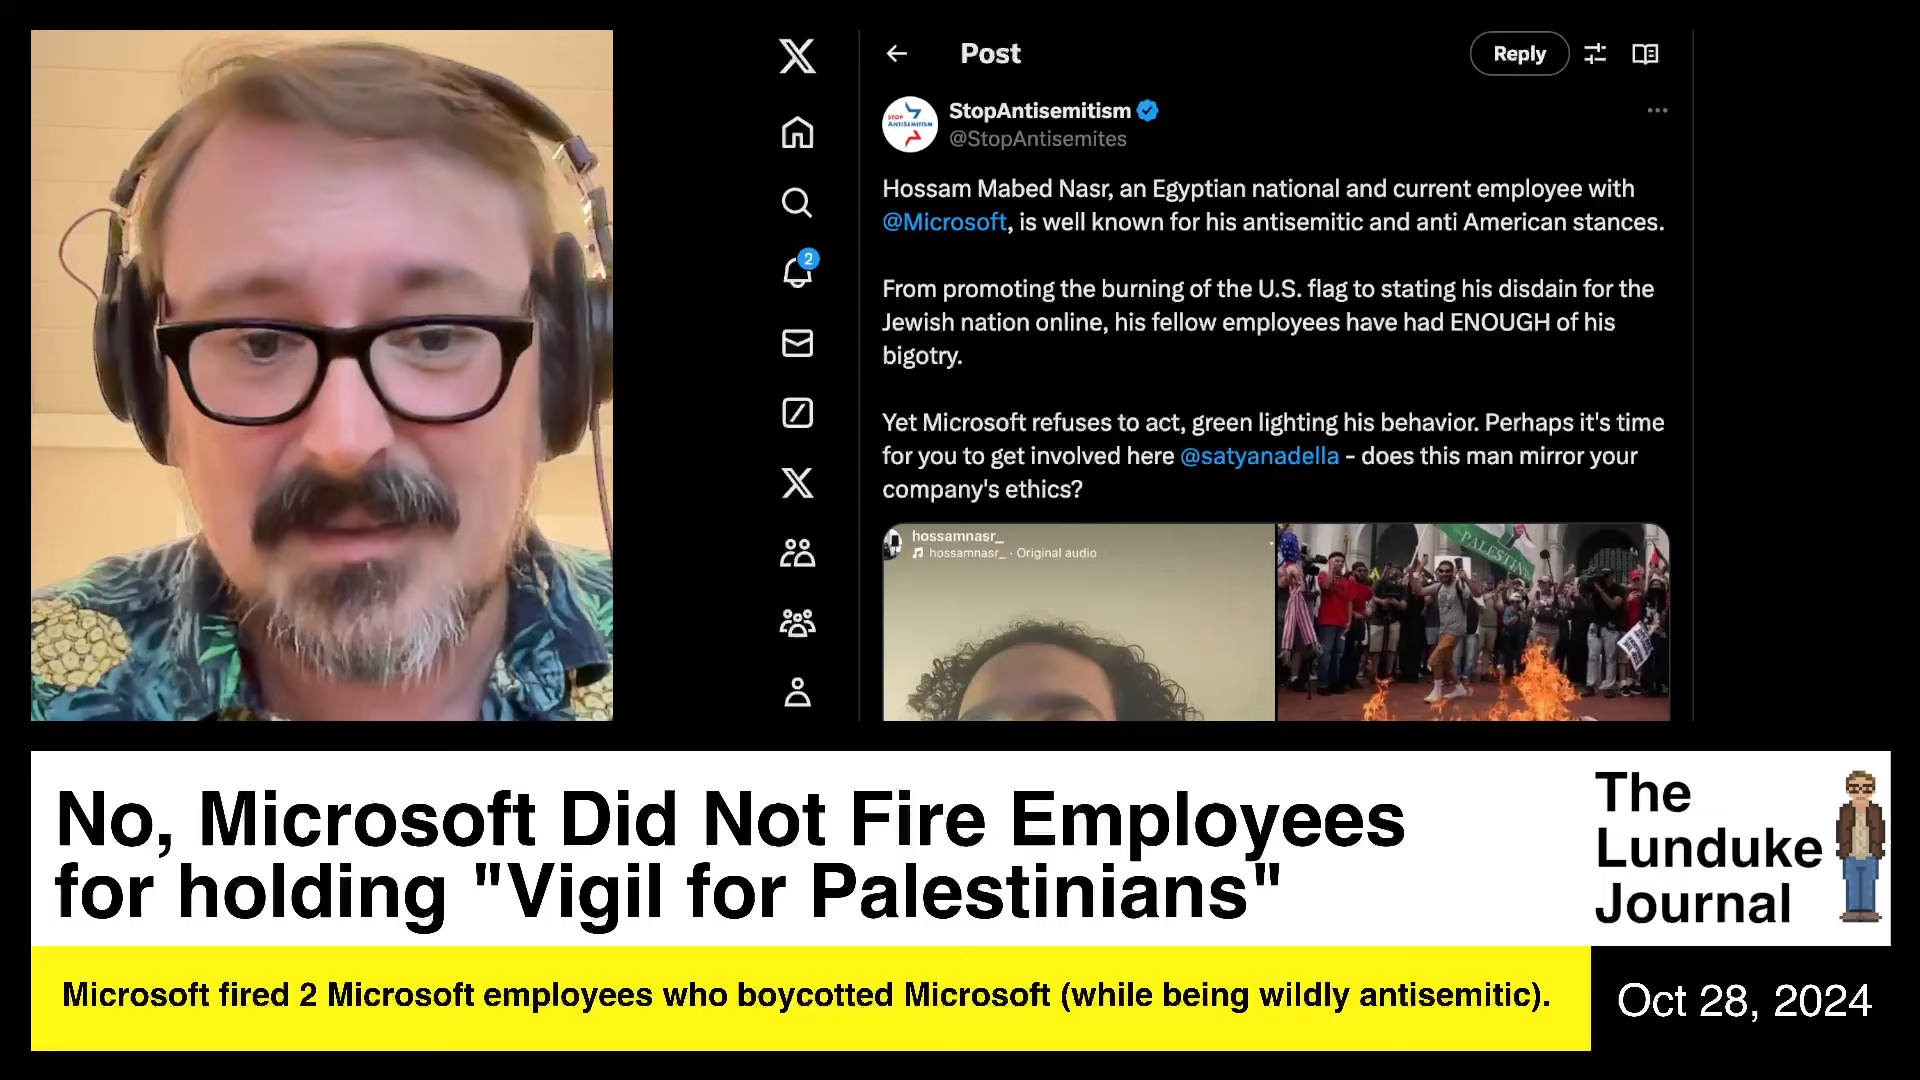 Post
Reply
StopAntisemitism
@StopAntisemites
2
STOP
ANTISEMITISM
Hossam Mabed Nasr, an Egyptian national and current employee with
@Microsoft, is well known for his antisemitic and anti American stances.
From promoting the burning of the U.S. flag to stating his disdain for the
Jewish nation online, his fellow employees have had ENOUGH of his
bigotry.
Yet Microsoft refuses to act, green lighting his behavior. Perhaps it's time
for you to get involved here @satyanadella - does this man mirror your
company's ethics?
hossamnasr_
hossamnasr_ · Original audio
PALESTINE
No, Microsoft Did Not Fire Employees
for holding "Vigil for Palestinians"
The
Lunduke
Journal
Microsoft fired 2 Microsoft employees who boycotted Microsoft (while being wildly antisemitic).
Oct 28, 2024